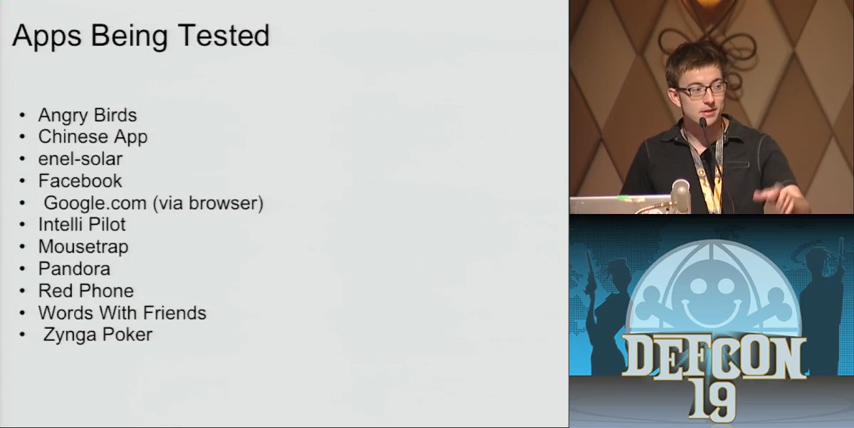 Apps Being Tested
• Angry Birds
• Chinese App
• enel-solar
• Facebook
• Google.com (via browser)
• Intelli Pilot
• Mousetrap
• Pandora
• Red Phone
• Words With Friends
• Zynga Poker
DEFCON
19